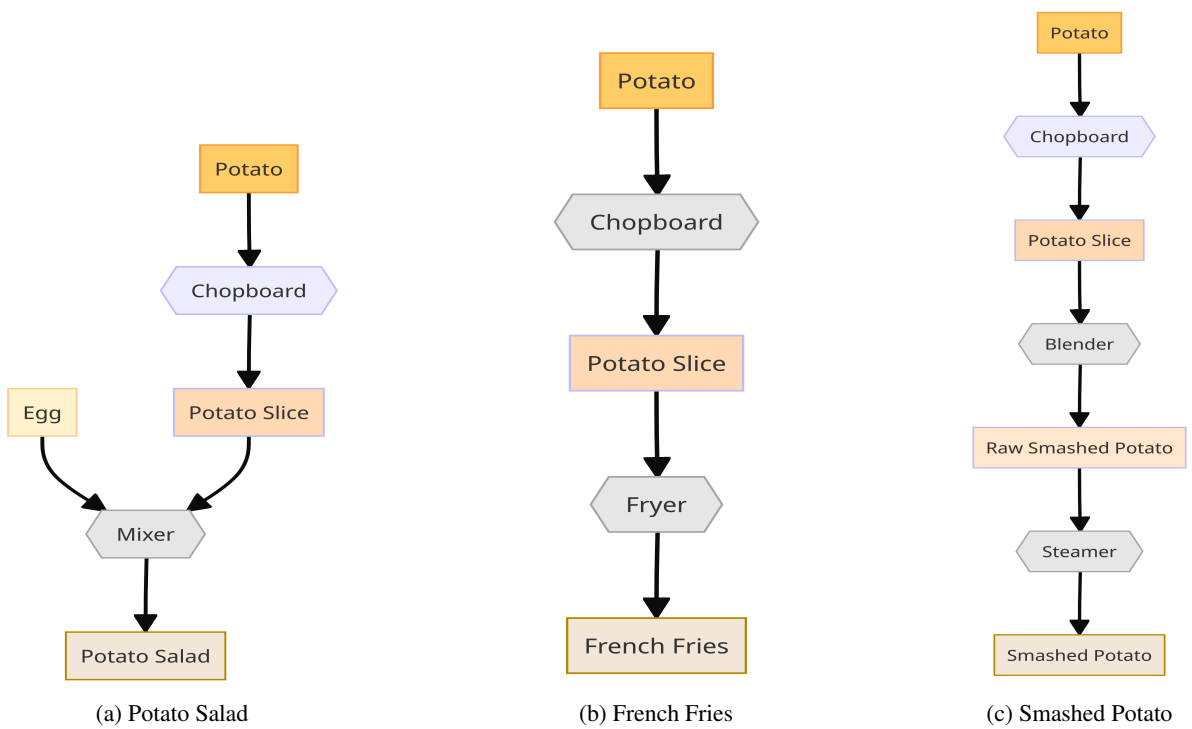 Potato
Chopboard
Egg
Potato Slice
Mixer
Potato Salad
(a) Potato Salad
Potato
Chopboard
Potato Slice
Fryer
French Fries
(b) French Fries
Potato
Chopboard
Potato Slice
Blender
Raw Smashed Potato
Steamer
Smashed Potato
(c) Smashed Potato